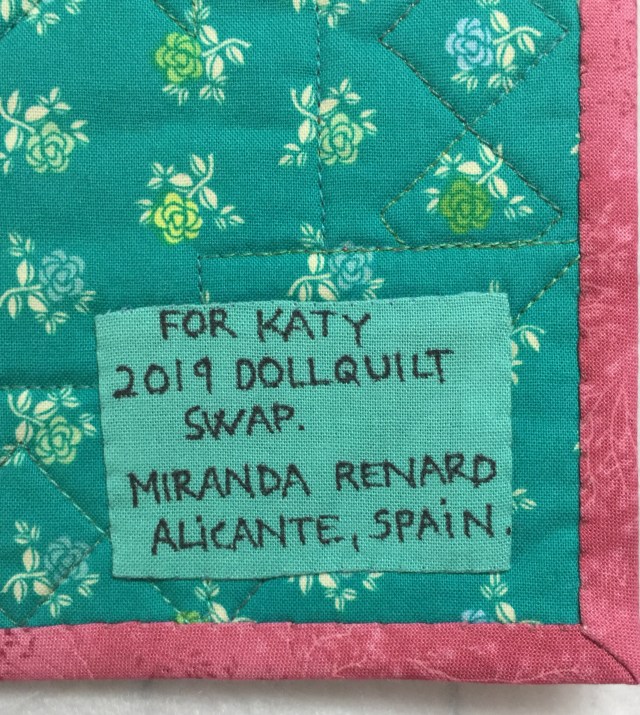 FOR KATY
2019 DOLLQUILT
SWAP.
MIRANDA RENARD
ALiCANTE, SPAiN.